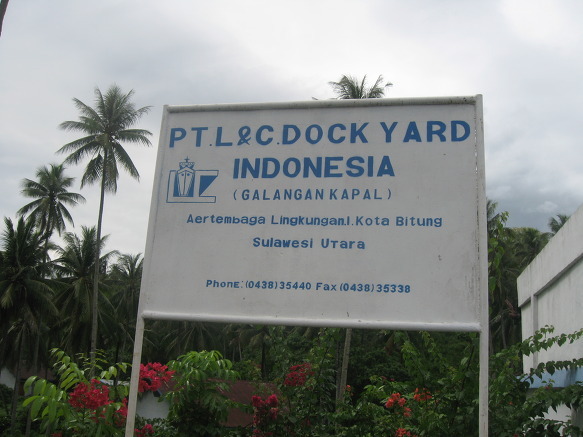 PT.L&C.DOCK YARD
INDONESIA
(GALANGAN KAPAL)
Aertembaga Lingkungan.I.Kota Bitung
Sulawesi Utara
Phone:(0438)35440 Fax(0438)35338